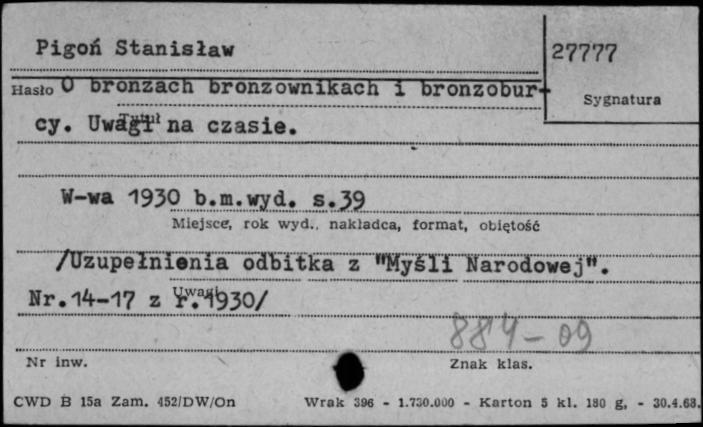 Pigoń Stanisław
27777
Hasło O bronzach bronzownikach i bronzobur-
Sygnatura
Tytuł
cy. Uwagi na czasie.
W-wa 1930 b.m.wyd. s.39
Miejsce, rok wyd., nakładca, format, objętość
/Uzupełnienia odbitka z "Myśli Narodowej".
Uwagi
Nr.14-17 z r.1930/
884-09
Nr inw.
Znak klas.
CWD B 15a Zam. 452/DW/On Wrak 396 - 1.730.000 - Karton 5 kl. 180 g, - 30.4.68.